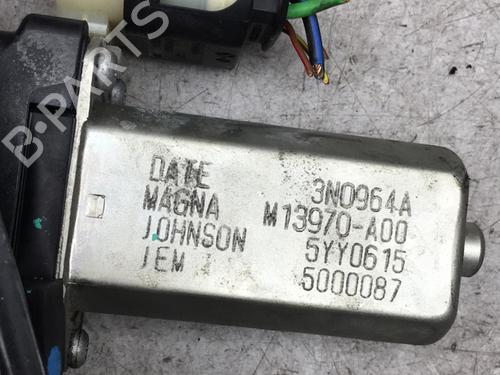 DATE 3N0964A
MAGNA M13970-A00
JOHNSON 5YY0615
JEM 5000087
B-PARTS